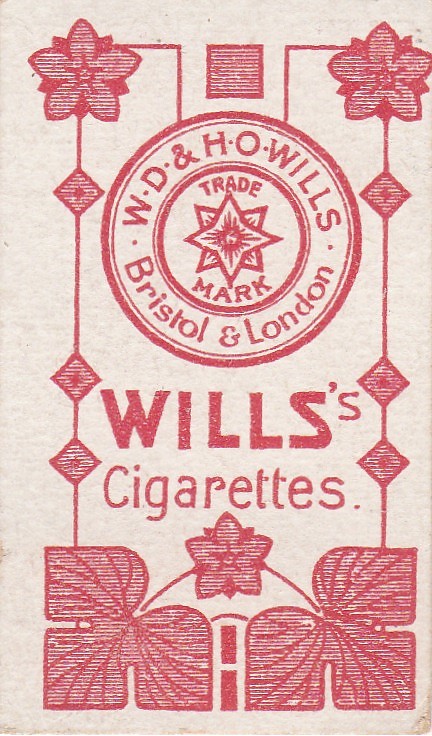 W·D·&H·O·WILLS·
TRADE
MARK
Bristol & London
WILLS's
Cigarettes.